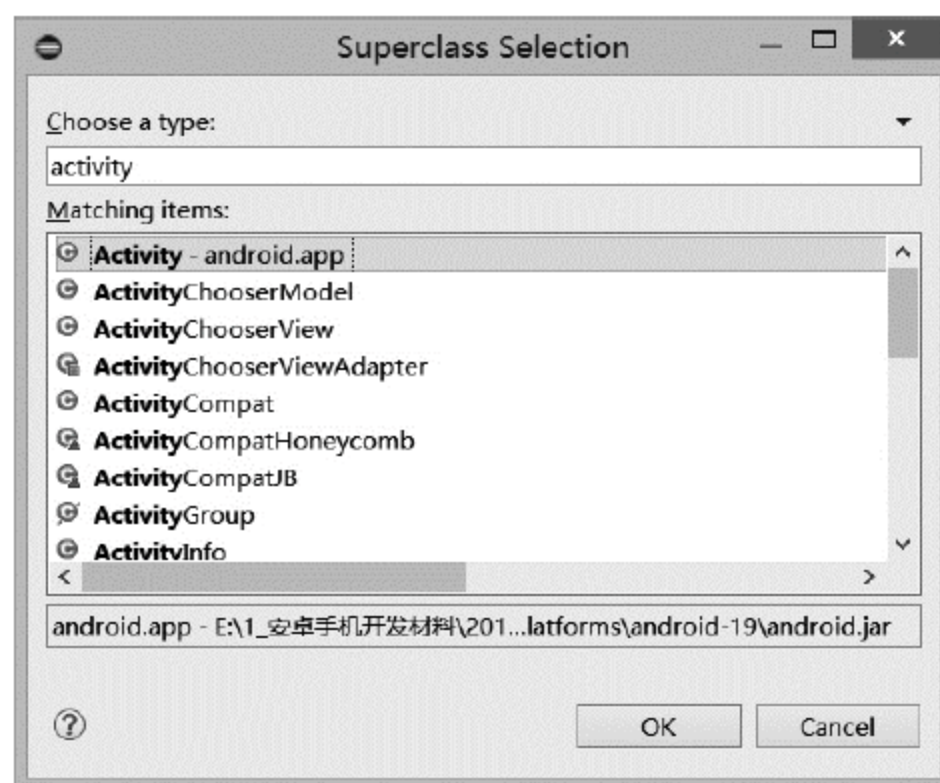 Superclass Selection
Choose a type:
activity
Matching items:
Activity - android.app
ActivityChooserModel
ActivityChooserView
ActivityChooserViewAdapter
ActivityCompat
ActivityCompatHoneycomb
ActivityCompatJB
ActivityGroup
ActivityInfo
android.app - E:\1_安卓手机开发材料\201...latforms\android-19\android.jar
OK
Cancel